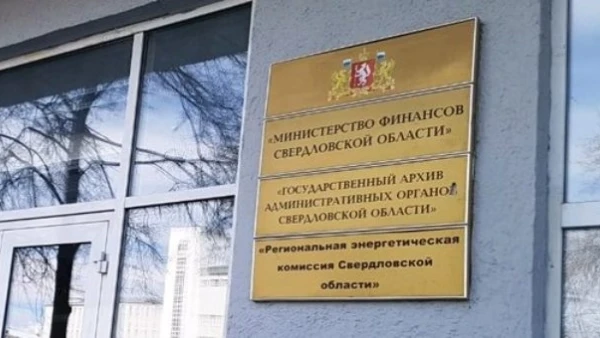 «МИНИСТЕРСТВО ФИНАНСОВ
СВЕРДЛОВСКОЙ ОБЛАСТИ»
«ГОСУДАРСТВЕННЫЙ АРХИВ
АДМИНИСТРАТИВНЫХ ОРГАНОВ
СВЕРДЛОВСКОЙ ОБЛАСТИ»
«Региональная энергетическая
комиссия Свердловской
области»